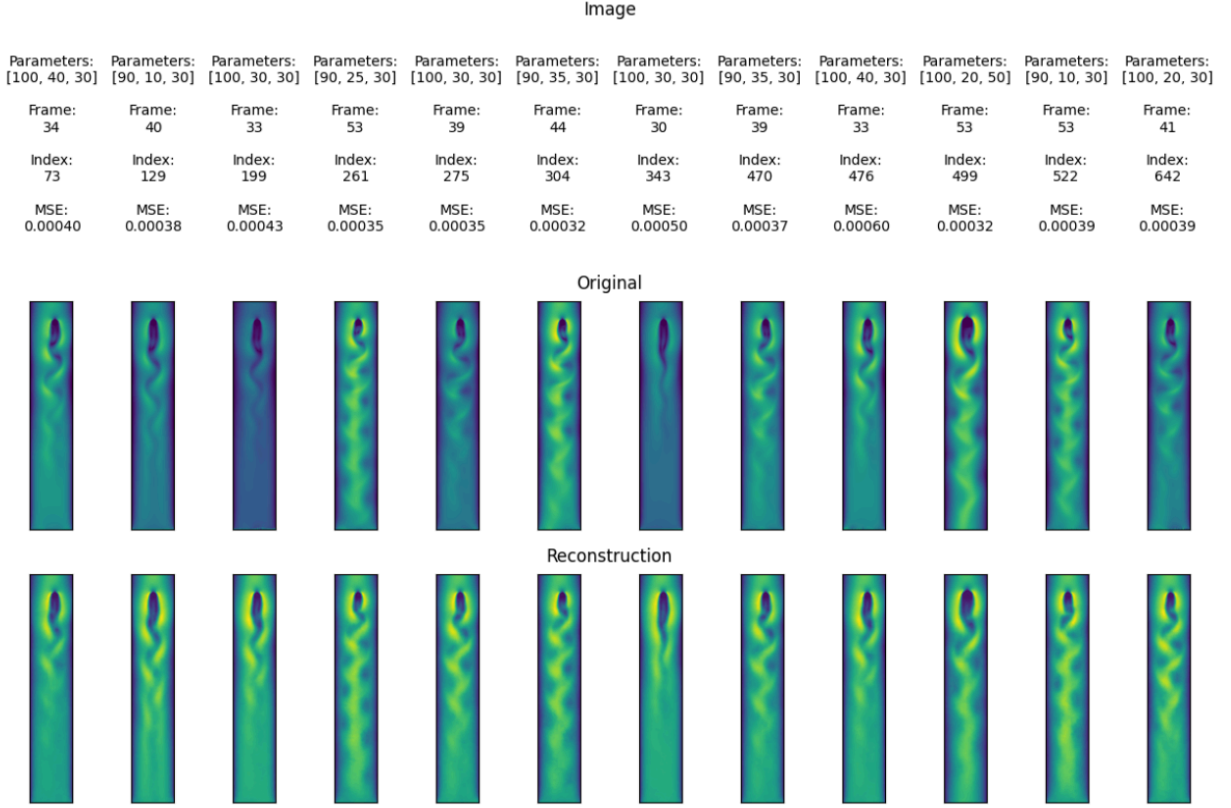 Image
Parameters: Parameters: Parameters: Parameters: Parameters: Parameters: Parameters: Parameters: Parameters: Parameters: Parameters: Parameters:
[100, 40, 30] [90, 10, 30] [100, 30, 30] [90, 25, 30] [100, 30, 30] [90, 35, 30] [100, 30, 30] [90, 35, 30] [100, 40, 30] [100, 20, 50] [90, 10, 30] [100, 20, 30]
Frame: Frame: Frame: Frame: Frame: Frame: Frame: Frame: Frame: Frame: Frame: Frame:
34 40 33 53 39 44 30 39 33 53 53 41
Index: Index: Index: Index: Index: Index: Index: Index: Index: Index: Index: Index:
73 129 199 261 275 304 343 470 476 499 522 642
MSE: MSE: MSE: MSE: MSE: MSE: MSE: MSE: MSE: MSE: MSE: MSE:
0.00040 0.00038 0.00043 0.00035 0.00035 0.00032 0.00050 0.00037 0.00060 0.00032 0.00039 0.00039
Original
Reconstruction